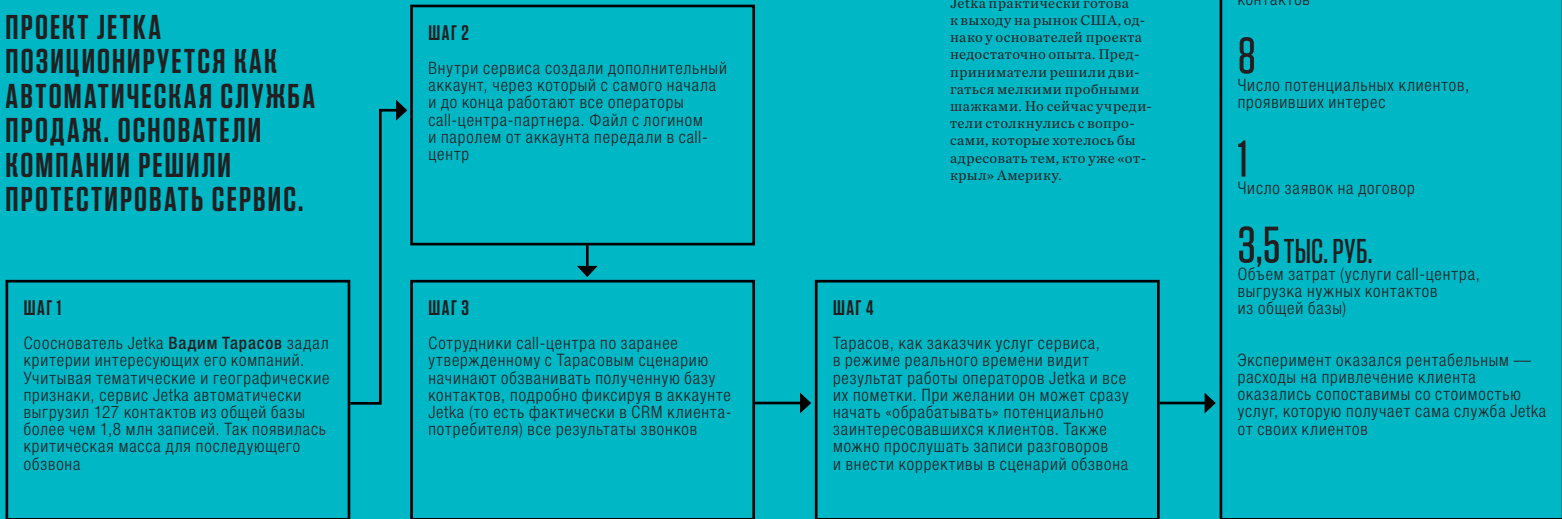 ПРОЕКТ JETKA
ПОЗИЦИОНИРУЕТСЯ КАК
АВТОМАТИЧЕСКАЯ СЛУЖБА
ПРОДАЖ. ОСНОВАТЕЛИ
КОМПАНИИ РЕШИЛИ
ПРОТЕСТИРОВАТЬ СЕРВИС.
ШАГ 1
Сооснователь Jetka Вадим Тарасов задал
критерии интересующих его компаний.
Учитывая тематические и географические
признаки, сервис Jetka автоматически
выгрузил 127 контактов из общей базы
более чем 1,8 млн записей. Так появилась
критическая масса для последующего
обзвона
ШАГ 2
Внутри сервиса создали дополнительный
аккаунт, через который с самого начала
и до конца работают все операторы
call-центра-партнера. Файл с логином
и паролем от аккаунта передали в call-
центр
ШАГ 3
Сотрудники call-центра по заранее
утвержденному с Тарасовым сценарию
начинают обзванивать полученную базу
контактов, подробно фиксируя в аккаунте
Jetka (то есть фактически в CRM клиента-
потребителя) все результаты звонков
Jetka практически готова
к выходу на рынок США, од-
нако у основателей проекта
недостаточно опыта. Пред-
приниматели решили дви-
гаться мелкими пробными
шажками. Но сейчас учреди-
тели столкнулись с вопро-
сами, которые хотелось бы
адресовать тем, кто уже «от-
крыл» Америку.
ШАГ 4
Тарасов, как заказчик услуг сервиса,
в режиме реального времени видит
результат работы операторов Jetka и все
их пометки. При желании он может сразу
начать «обрабатывать» потенциально
заинтересовавшихся клиентов. Также
можно прослушать записи разговоров
и внести коррективы в сценарий обзвона
контактов
8
Число потенциальных клиентов,
проявивших интерес
1
Число заявок на договор
3,5 ТЫС. РУБ.
Объем затрат (услуги call-центра,
выгрузка нужных контактов
из общей базы)
Эксперимент оказался рентабельным —
расходы на привлечение клиента
оказались сопоставимы со стоимостью
услуг, которую получает сама служба Jetka
от своих клиентов